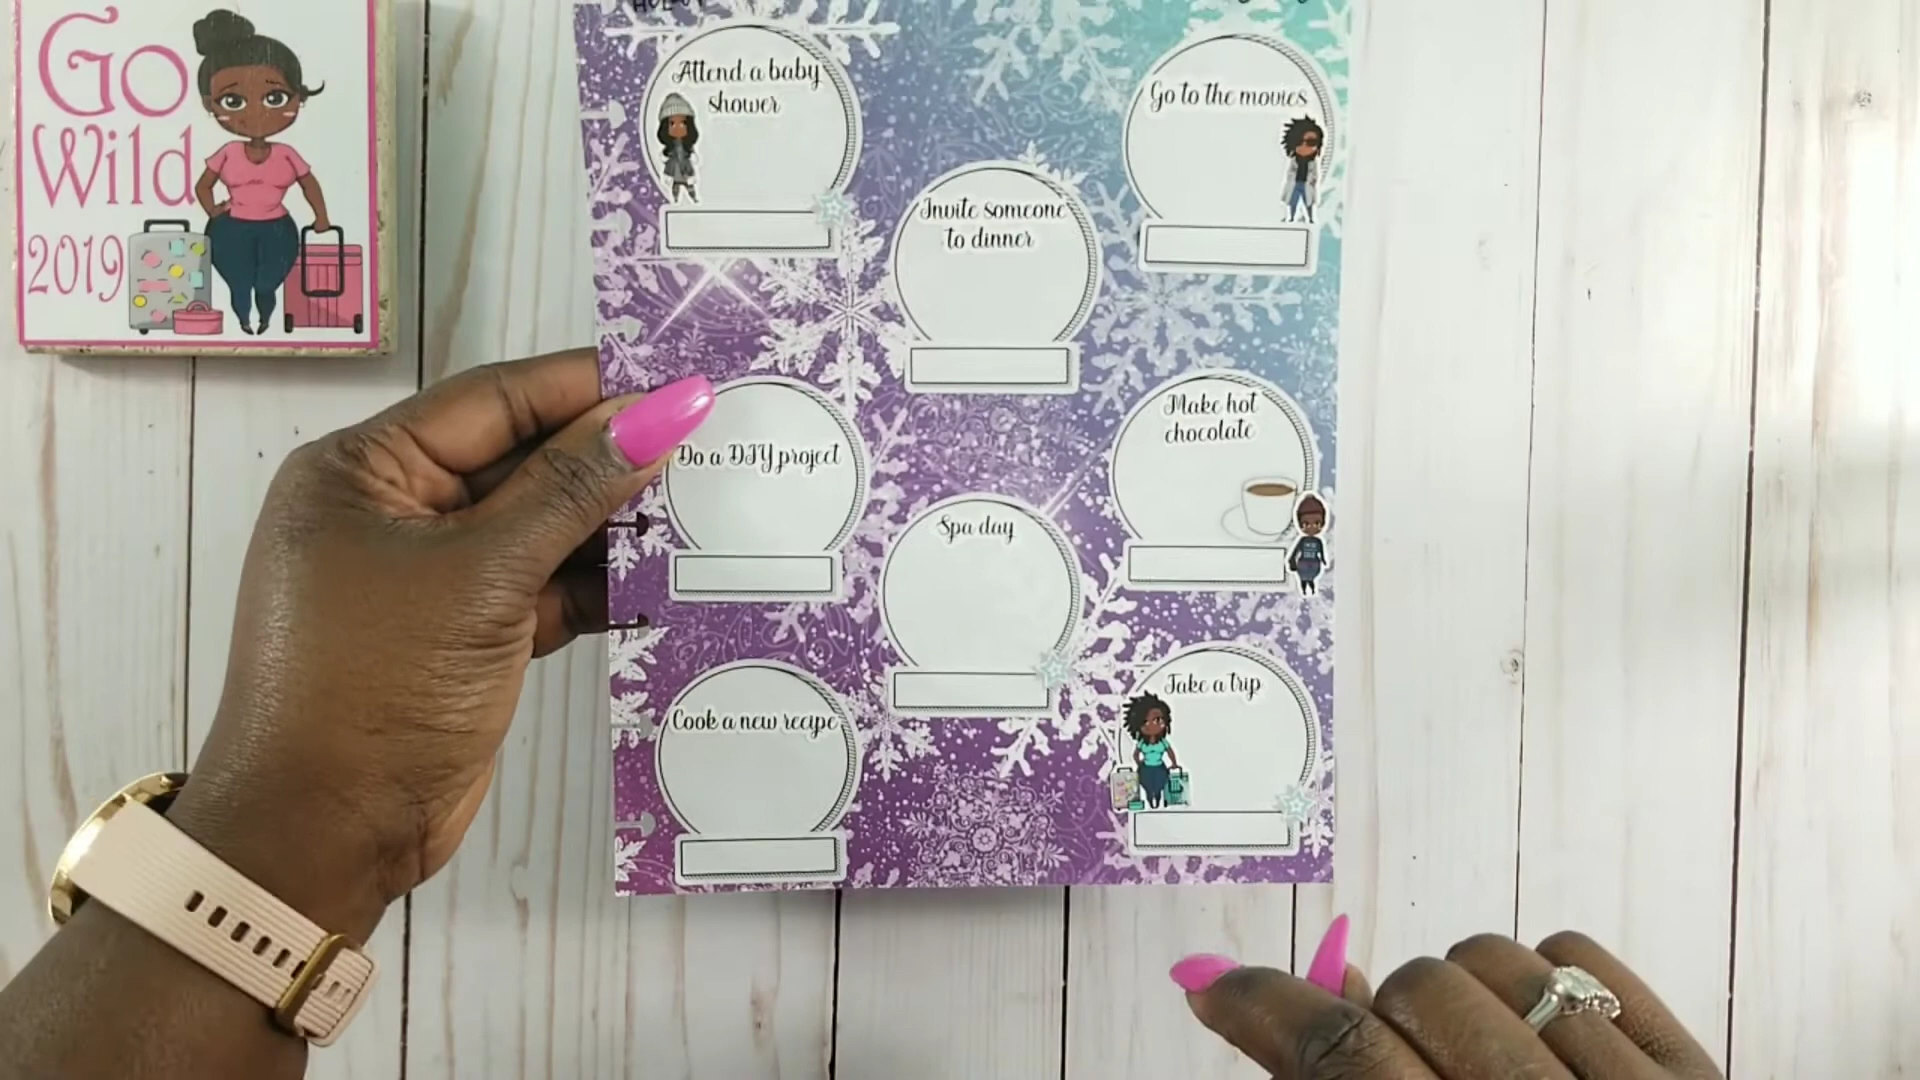 Go
Wild
2019
Attend a baby
shower
Go to the movies
Invite someone
to dinner
Do a DIY project
Make hot
chocolate
Spa day
Cook a new recipe
Take a trip